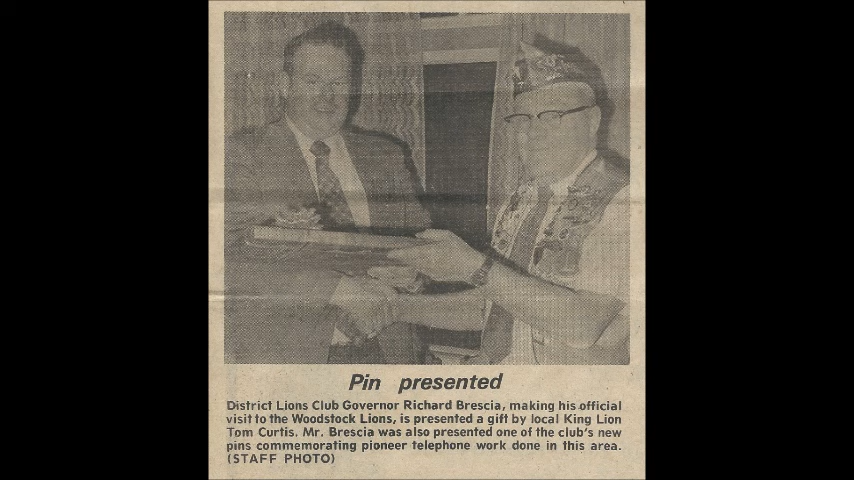 Pin presented
District Lions Club Governor Richard Brescia, making his official
visit to the Woodstock Lions, is presented a gift by local King Lion
Tom Curtis. Mr. Brescia was also presented one of the club's new
pins commemorating pioneer telephone work done in this area.
(STAFF PHOTO)